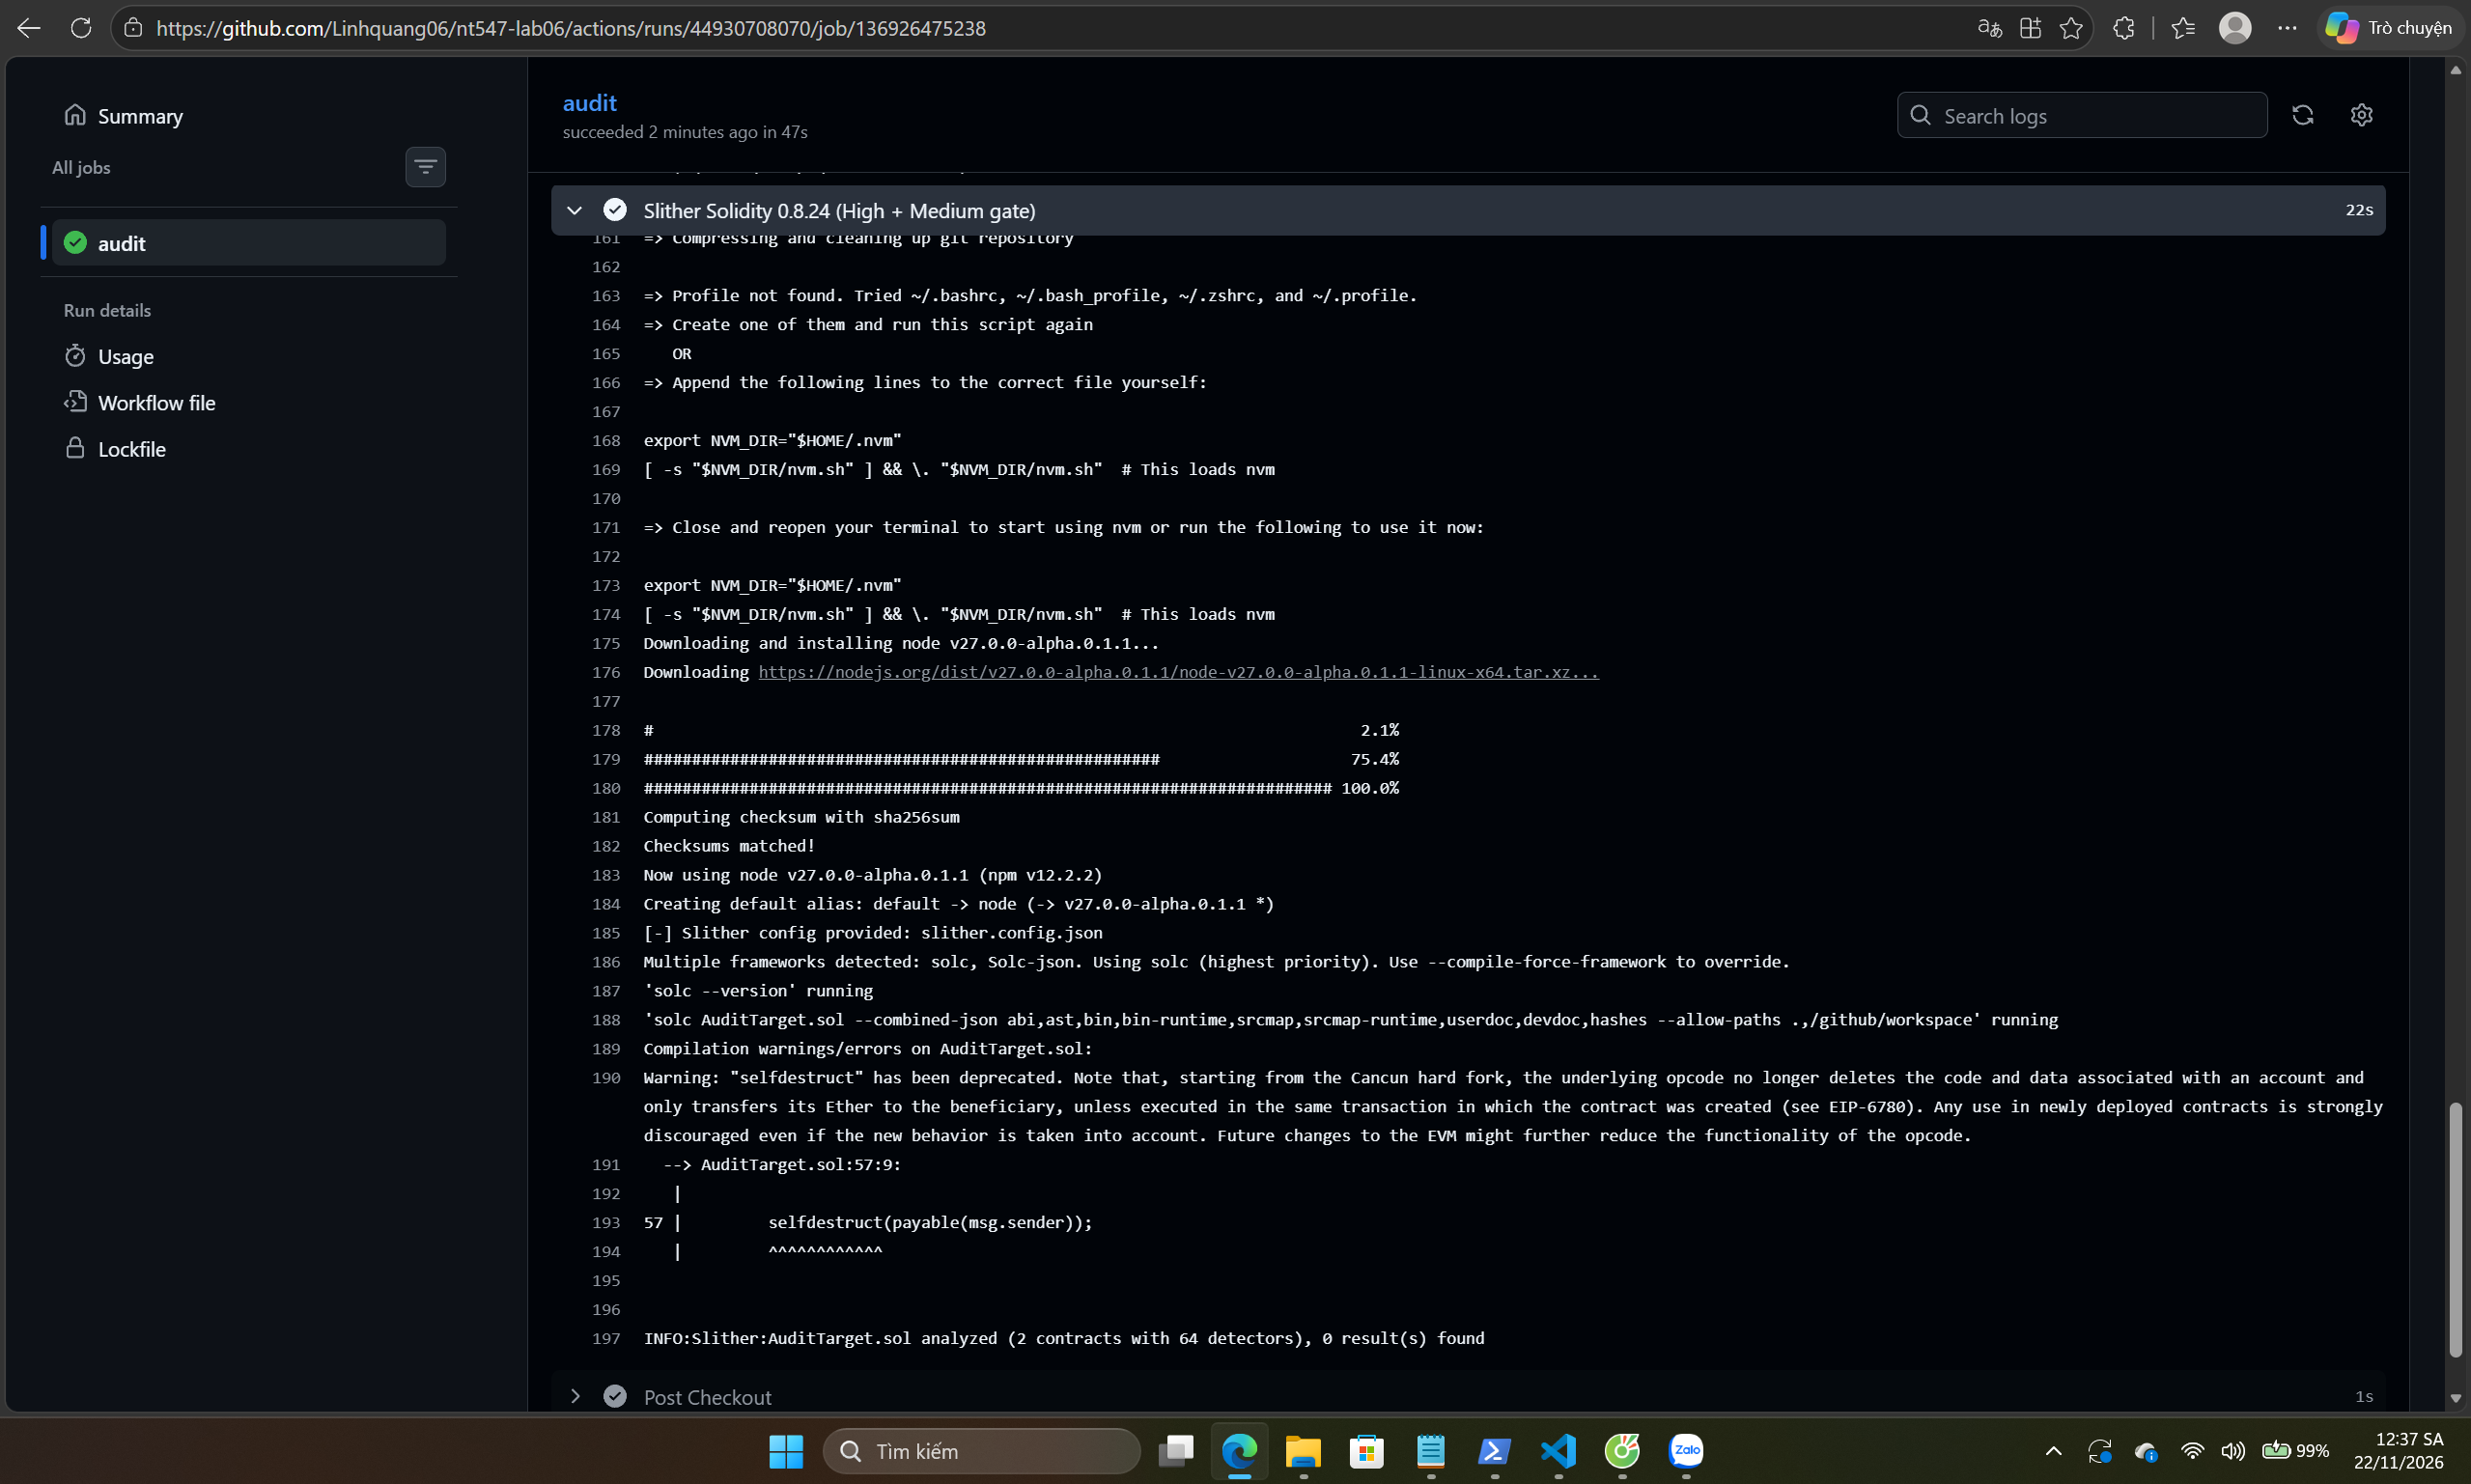 https://github.com/Linhquang06/nt547-lab06/actions/runs/44930708070/job/136926475238
Trò chuyện
Summary
All jobs
audit
Run details
Usage
Workflow file
Lockfile
audit
succeeded 2 minutes ago in 47s
Search logs
Slither Solidity 0.8.24 (High + Medium gate)
22s
161 => Compressing and cleaning up git repository
162
163 => Profile not found. Tried ~/.bashrc, ~/.bash_profile, ~/.zshrc, and ~/.profile.
164 => Create one of them and run this script again
165 OR
166 => Append the following lines to the correct file yourself:
167
168 export NVM_DIR="$HOME/.nvm"
169 [ -s "$NVM_DIR/nvm.sh" ] && \. "$NVM_DIR/nvm.sh"  # This loads nvm
170
171 => Close and reopen your terminal to start using nvm or run the following to use it now:
172
173 export NVM_DIR="$HOME/.nvm"
174 [ -s "$NVM_DIR/nvm.sh" ] && \. "$NVM_DIR/nvm.sh"  # This loads nvm
175 Downloading and installing node v27.0.0-alpha.0.1.1...
176 Downloading https://nodejs.org/dist/v27.0.0-alpha.0.1.1/node-v27.0.0-alpha.0.1.1-linux-x64.tar.xz...
177
178 # 2.1%
179 ###################################################### 75.4%
180 ######################################################################## 100.0%
181 Computing checksum with sha256sum
182 Checksums matched!
183 Now using node v27.0.0-alpha.0.1.1 (npm v12.2.2)
184 Creating default alias: default -> node (-> v27.0.0-alpha.0.1.1 *)
185 [-] Slither config provided: slither.config.json
186 Multiple frameworks detected: solc, Solc-json. Using solc (highest priority). Use --compile-force-framework to override.
187 'solc --version' running
188 'solc AuditTarget.sol --combined-json abi,ast,bin,bin-runtime,srcmap,srcmap-runtime,userdoc,devdoc,hashes --allow-paths .,/github/workspace' running
189 Compilation warnings/errors on AuditTarget.sol:
190 Warning: "selfdestruct" has been deprecated. Note that, starting from the Cancun hard fork, the underlying opcode no longer deletes the code and data associated with an account and
only transfers its Ether to the beneficiary, unless executed in the same transaction in which the contract was created (see EIP-6780). Any use in newly deployed contracts is strongly
discouraged even if the new behavior is taken into account. Future changes to the EVM might further reduce the functionality of the opcode.
191 --> AuditTarget.sol:57:9:
192 |
193 57 | selfdestruct(payable(msg.sender));
194 | ^^^^^^^^^^^^
195
196
197 INFO:Slither:AuditTarget.sol analyzed (2 contracts with 64 detectors), 0 result(s) found
Post Checkout
1s
Tìm kiếm
Zalo
99%
12:37 SA
22/11/2026